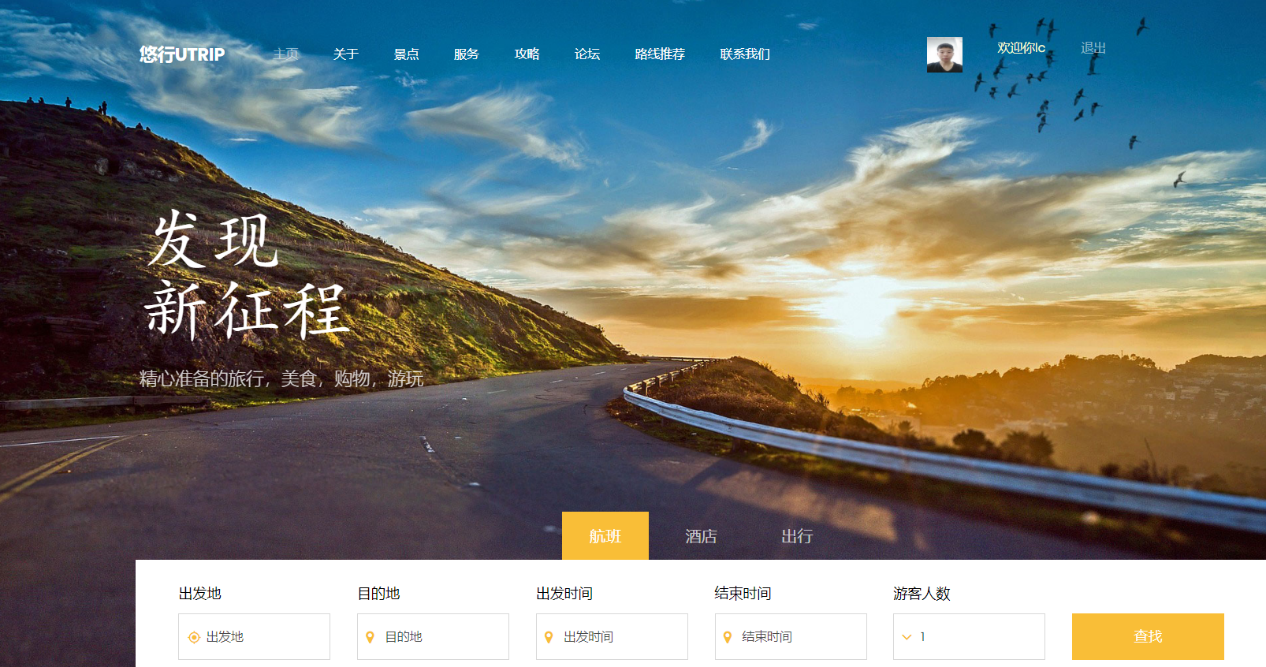 悠行UTRIP 主页 关于 景点 服务 攻略 论坛 路线推荐 联系我们 欢迎你lc 退出
发现
新征程
精心准备的旅行，美食，购物，游玩
航班 酒店 出行
出发地 目的地 出发时间 结束时间 游客人数
出发地 目的地 出发时间 结束时间 1 查找